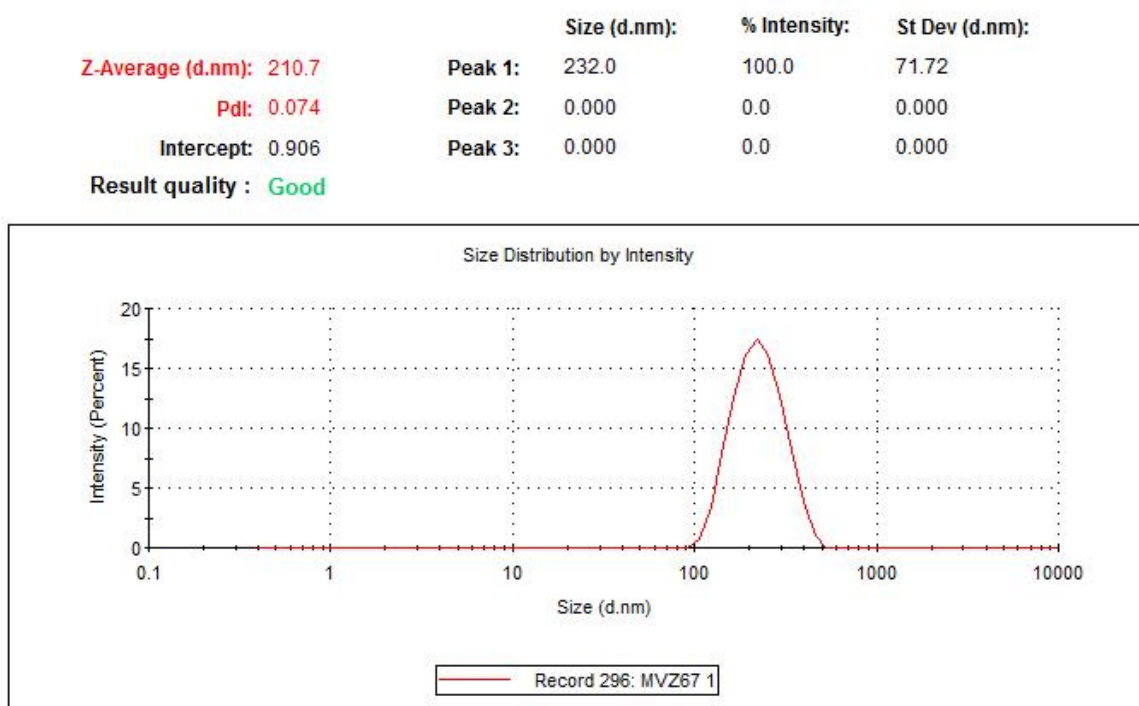 Size (d.nm): % Intensity: St Dev (d.nm):
Z-Average (d.nm): 210.7 Peak 1: 232.0 100.0 71.72
PdI: 0.074 Peak 2: 0.000 0.0 0.000
Intercept: 0.906 Peak 3: 0.000 0.0 0.000
Result quality : Good
Size Distribution by Intensity
Intensity (Percent)
20
15
10
5
0
0.1 1 10 100 1000 10000
Size (d.nm)
Record 296: MVZ67 1